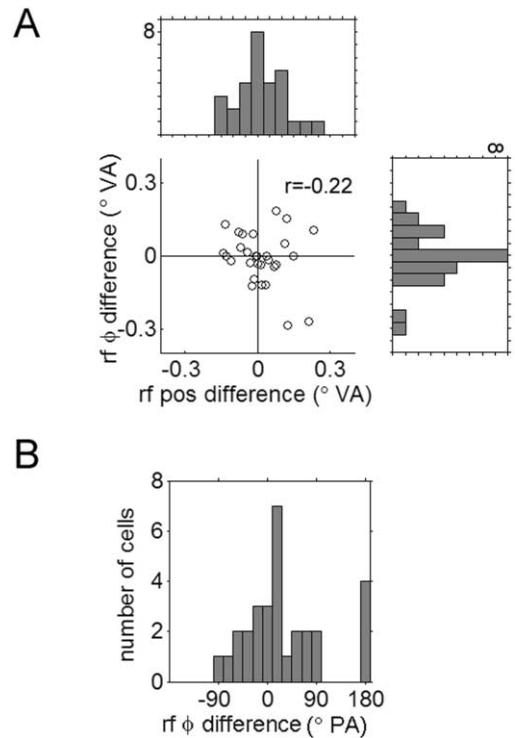 A
8
8
0.3
0
-0.3
rf ϕ difference (° VA)
r=-0.22
-0.3 0 0.3
rf pos difference (° VA)
B
8
6
4
2
0
number of cells
-90 0 90 180
rf ϕ difference (° PA)